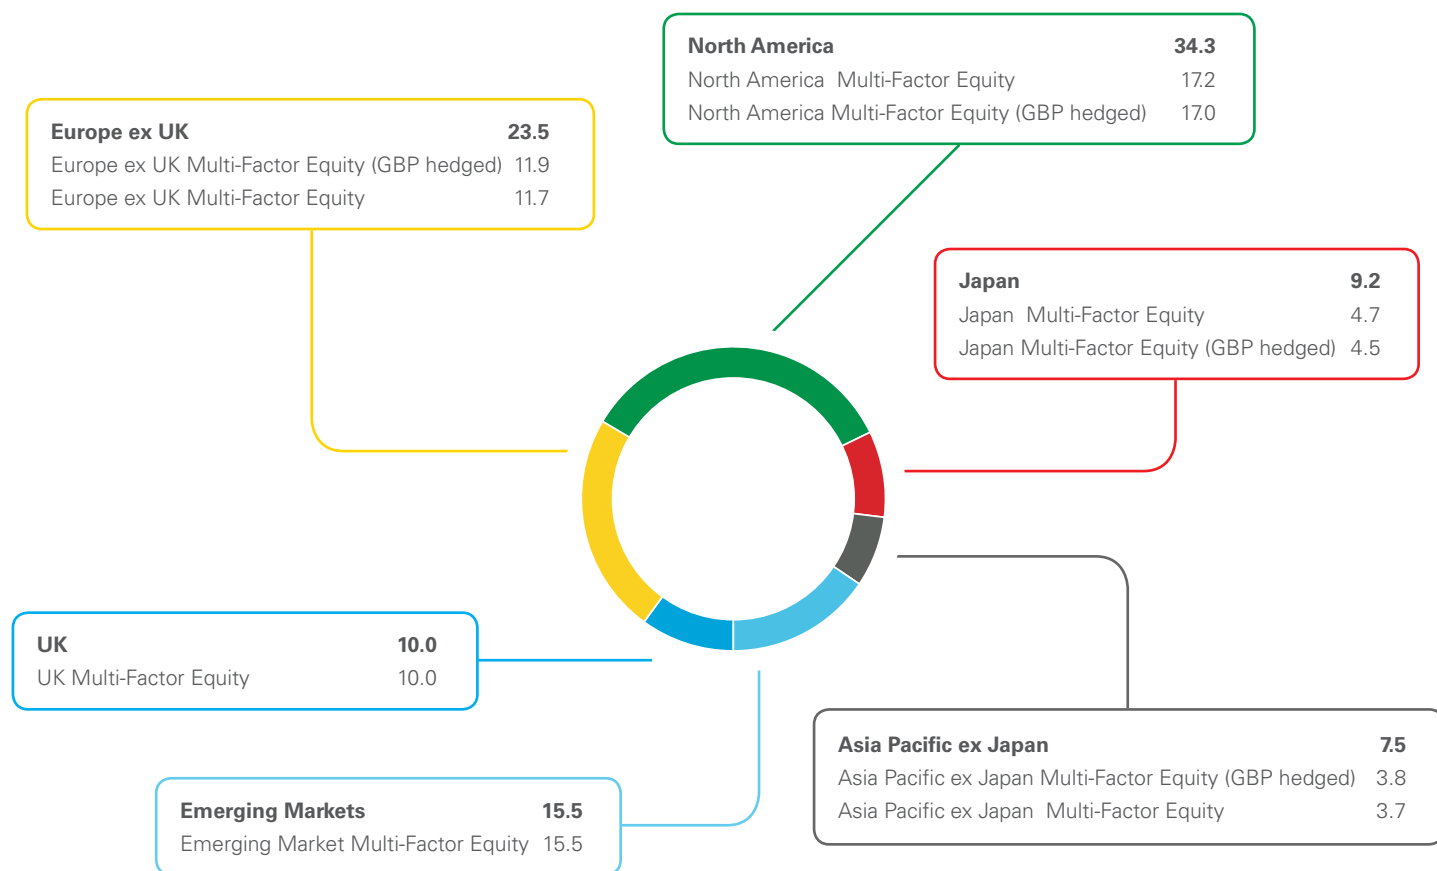 North America 34.3
North America Multi-Factor Equity 17.2
North America Multi-Factor Equity (GBP hedged) 17.0
Europe ex UK 23.5
Europe ex UK Multi-Factor Equity (GBP hedged) 11.9
Europe ex UK Multi-Factor Equity 11.7
Japan 9.2
Japan Multi-Factor Equity 4.7
Japan Multi-Factor Equity (GBP hedged) 4.5
UK 10.0
UK Multi-Factor Equity 10.0
Asia Pacific ex Japan 7.5
Asia Pacific ex Japan Multi-Factor Equity (GBP hedged) 3.8
Asia Pacific ex Japan Multi-Factor Equity 3.7
Emerging Markets 15.5
Emerging Market Multi-Factor Equity 15.5